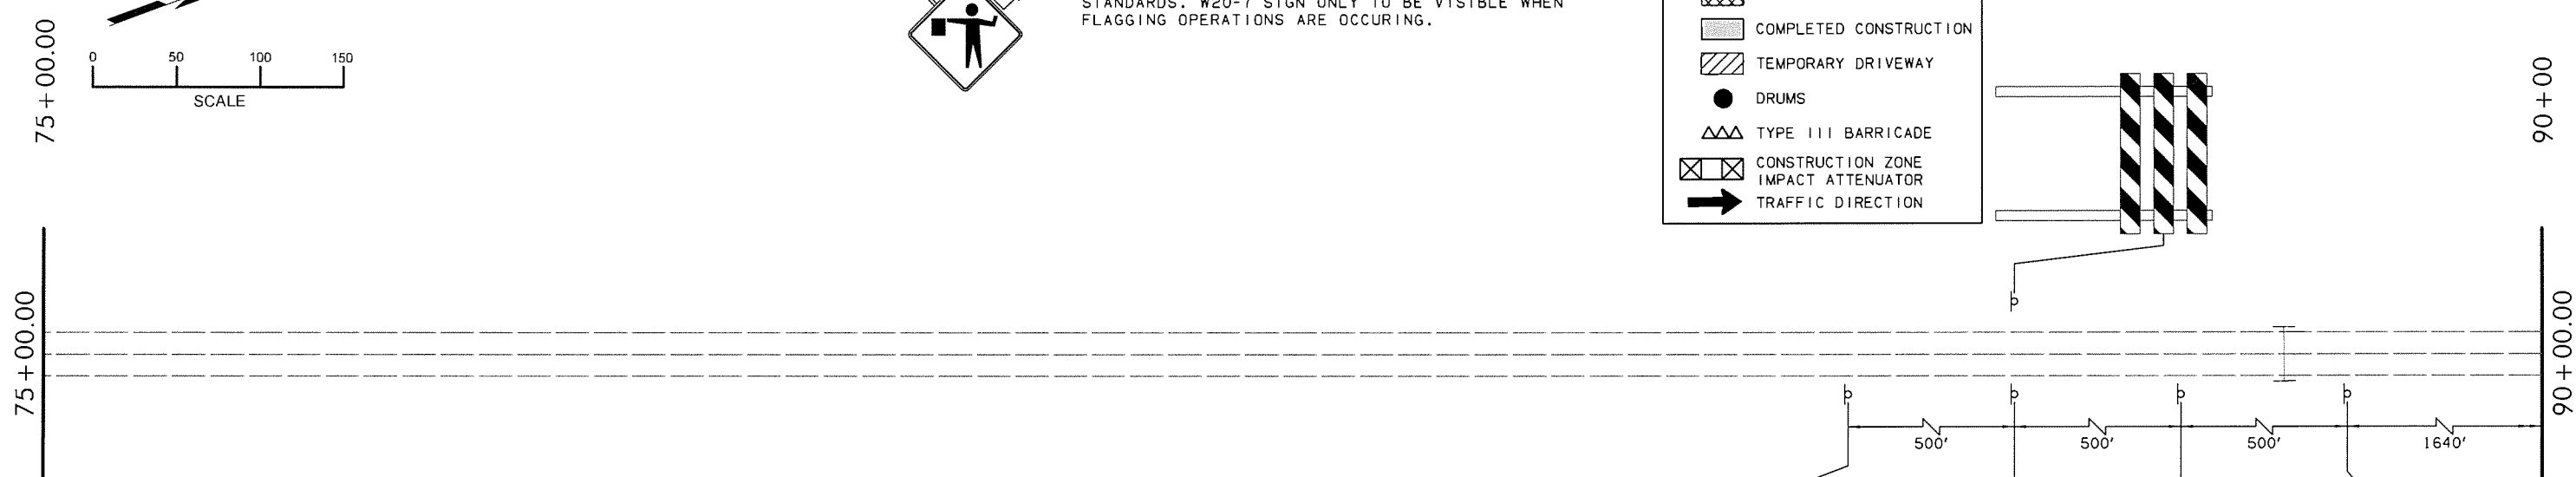 75+00.00
0 50 100 150
SCALE
STANDARDS. W20-7 SIGN ONLY TO BE VISIBLE WHEN
FLAGGING OPERATIONS ARE OCCURING.
COMPLETED CONSTRUCTION
TEMPORARY DRIVEWAY
DRUMS
TYPE III BARRICADE
CONSTRUCTION ZONE
IMPACT ATTENUATOR
TRAFFIC DIRECTION
90+00
75+00.00
90+00.00
500' 500' 500' 1640'